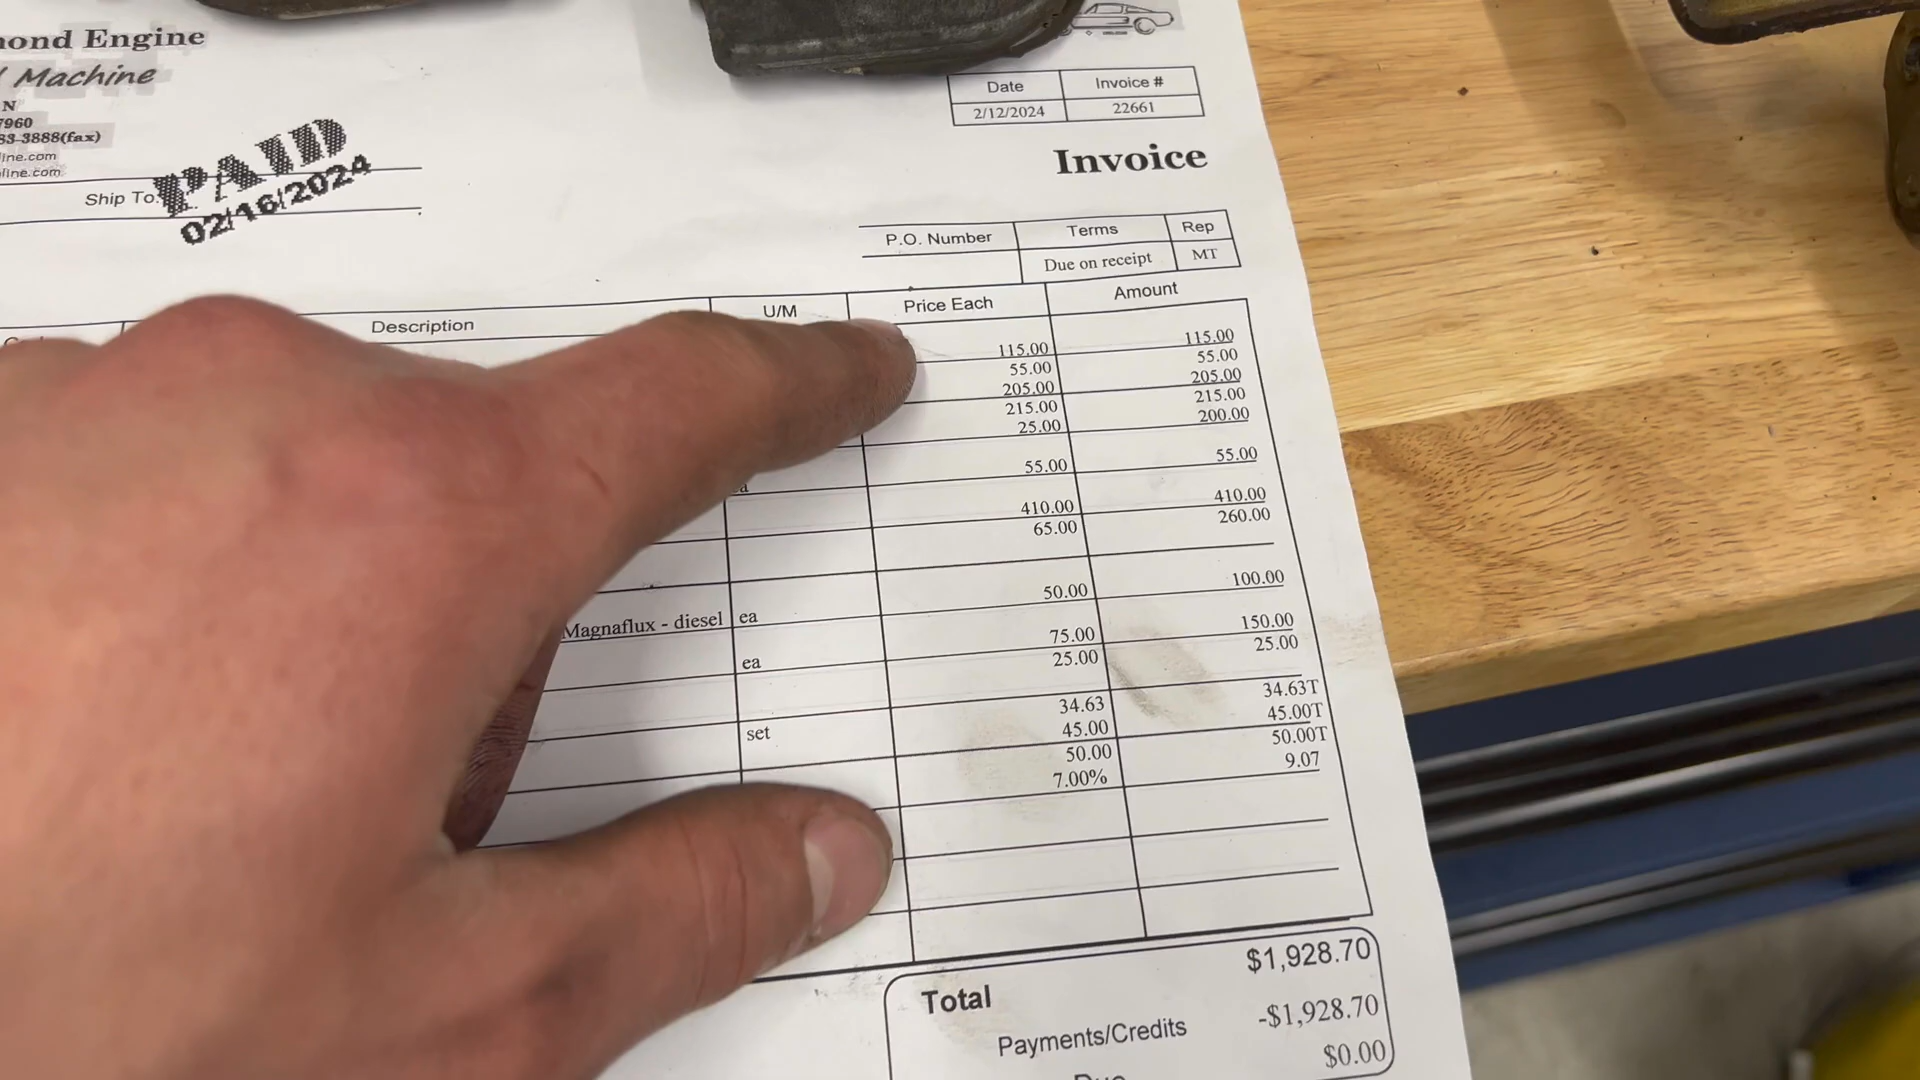 ond Engine
Machine
N
7960
33-3888(fax)
line.com
line.com
Ship To:
PAID
02/16/2024
Date Invoice #
2/12/2024 22661
Invoice
P.O. Number Terms Rep
Due on receipt MT
Description U/M Price Each Amount
115.00 115.00
55.00 55.00
205.00 205.00
215.00 215.00
25.00 200.00
55.00 55.00
410.00 410.00
65.00 260.00
50.00 100.00
Magnaflux - diesel ea
75.00 150.00
ea 25.00 25.00
34.63 34.63T
set 45.00 45.00T
50.00 50.00T
7.00% 9.07
Total $1,928.70
Payments/Credits -$1,928.70
$0.00